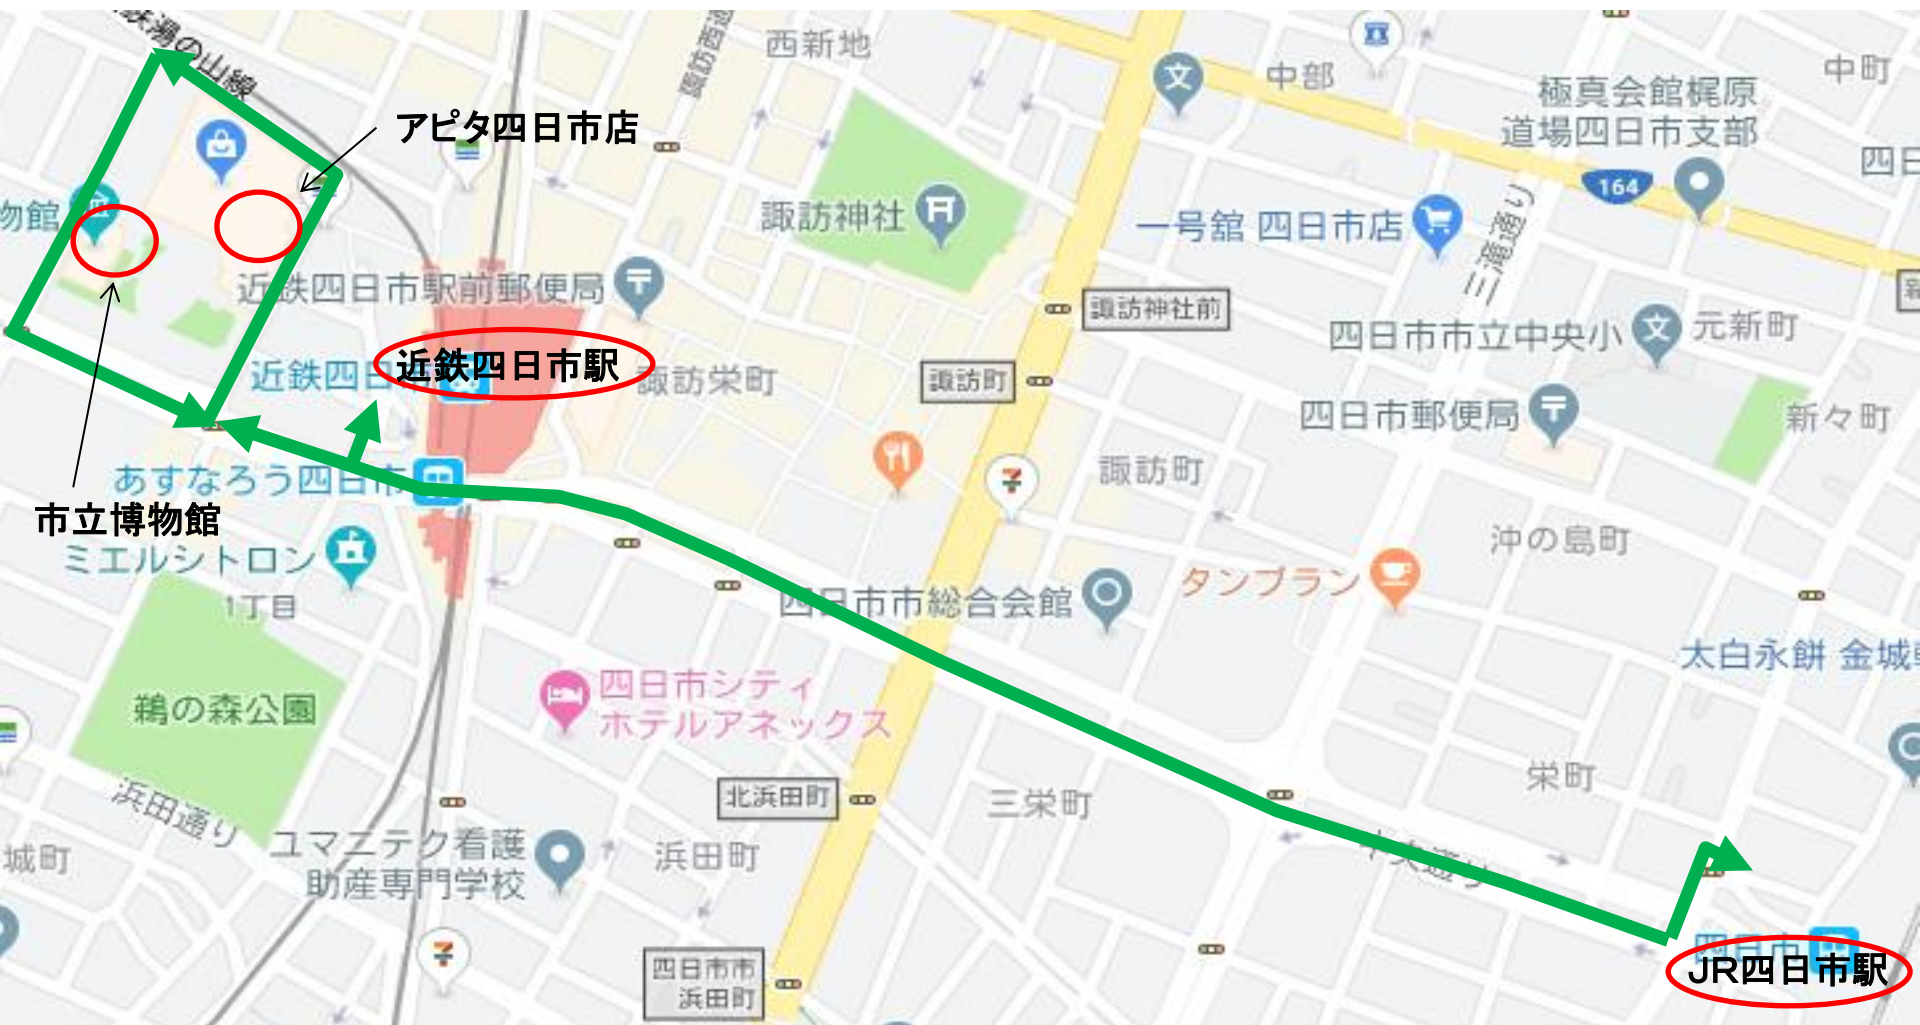 西新地
中部
中町
極真会館梶原
道場四日市支部
アピタ四日市店
164
物館
諏訪神社
一号舘 四日市店
三滝通り
近鉄四日市駅前郵便局
諏訪神社前
四日市市立中央小
元新町
近鉄四日市駅
諏訪栄町
諏訪町
四日市郵便局
新々町
あすなろう四日市
諏訪町
市立博物館
沖の島町
ミエルシトロン
1丁目
四日市市総合会館
タンブラン
太白永餅 金城
四日市シティ
ホテルアネックス
鵜の森公園
北浜田町
三栄町
栄町
浜田通り
ユマニテク看護
助産専門学校
浜田町
城町
中央通り
四日市
JR四日市駅
四日市市
浜田町